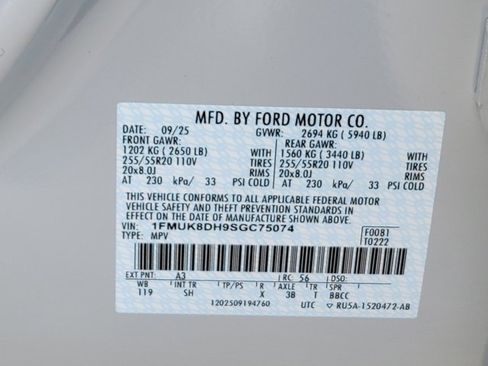 MFD. BY FORD MOTOR CO.
DATE: 09/25 GVWR: 2694 KG ( 5940 LB)
FRONT GAWR: REAR GAWR:
1202 KG ( 2650 LB) WITH 1560 KG ( 3440 LB) WITH
255/55R20 110V TIRES 255/55R20 110V TIRES
20x8.0J RIMS 20x8.0J RIMS
AT 230 kPa/ 33 PSI COLD AT 230 kPa/ 33 PSI COLD
THIS VEHICLE CONFORMS TO ALL APPLICABLE FEDERAL MOTOR
VEHICLE SAFETY AND THEFT PREVENTION STANDARDS IN EFFECT
ON THE DATE OF MANUFACTURE SHOWN ABOVE.
VIN: 1FMUK8DH9SGC75074 F0081
TYPE: MPV T0222
EXT PNT: A3 RC: 56 DSO:
WB INT TR TP/PS R AXLE TR SPR
119 SH X 3B T BBCC
1202509194760 UTC RU5A-1520472-AB